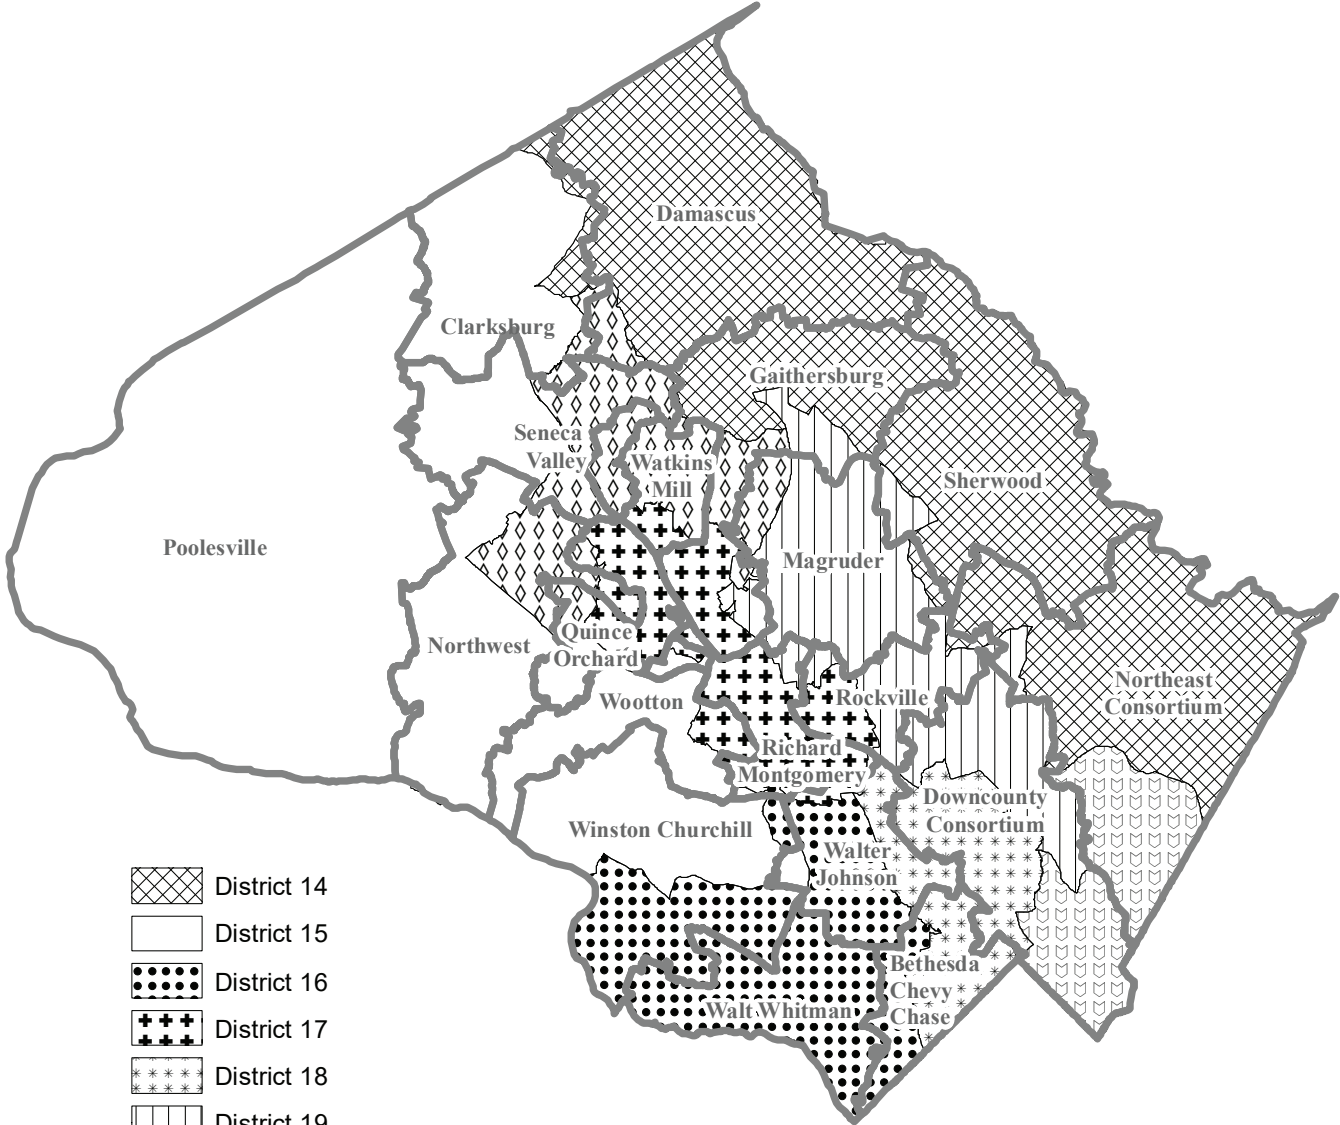 Damascus
Clarksburg
Gaithersburg
Seneca
Valley
Watkins
Mill
Sherwood
Poolesville
Magruder
Quince
Orchard
Northwest
Northeast
Consortium
Wootton
Rockville
Richard
Montgomery
Downcounty
Consortium
Winston Churchill
Walter
Johnson
Bethesda
Chevy
Chase
Walt Whitman
District 14
District 15
District 16
District 17
District 18
District 19